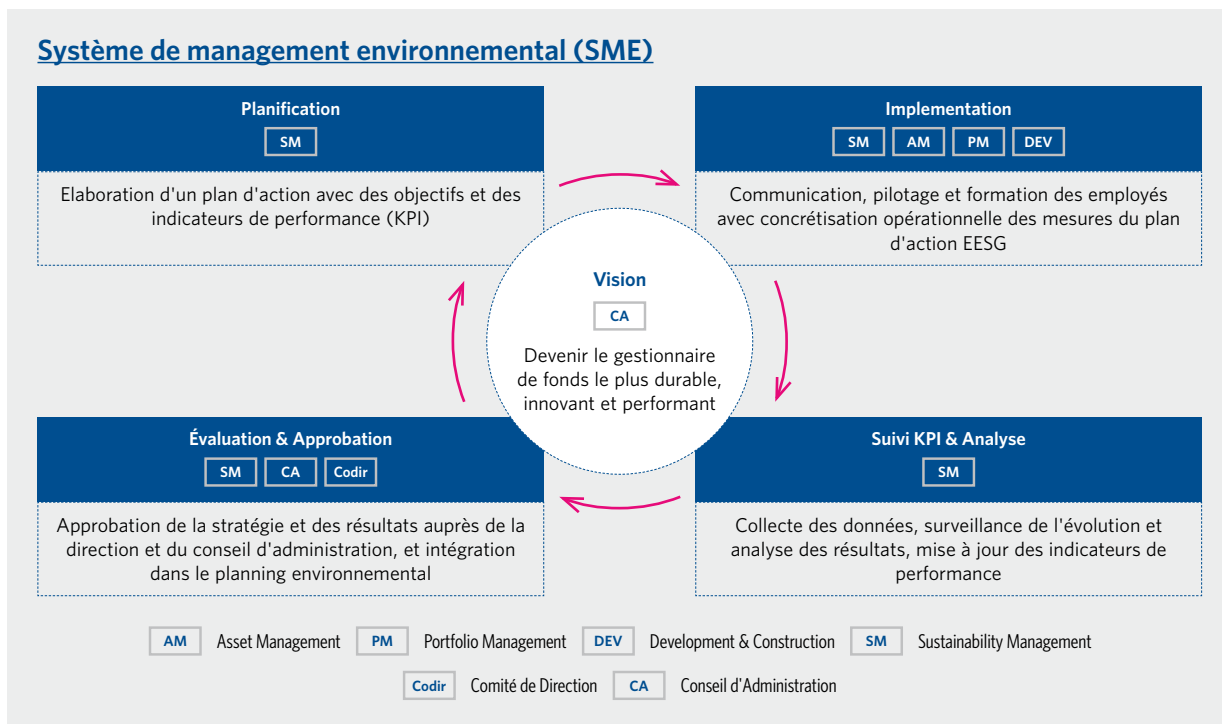 Système de management environnemental (SME)
Planification
SM
Elaboration d'un plan d'action avec des objectifs et des
indicateurs de performance (KPI)
Implementation
SM AM PM DEV
Communication, pilotage et formation des employés
avec concrétisation opérationnelle des mesures du plan
d'action EESG
Vision
CA
Devenir le gestionnaire
de fonds le plus durable,
innovant et performant
Évaluation & Approbation
SM CA Codir
Approbation de la stratégie et des résultats auprès de la
direction et du conseil d'administration, et intégration
dans le planning environnemental
Suivi KPI & Analyse
SM
Collecte des données, surveillance de l'évolution et
analyse des résultats, mise à jour des indicateurs de
performance
AM Asset Management PM Portfolio Management DEV Development & Construction SM Sustainability Management
Codir Comité de Direction CA Conseil d'Administration